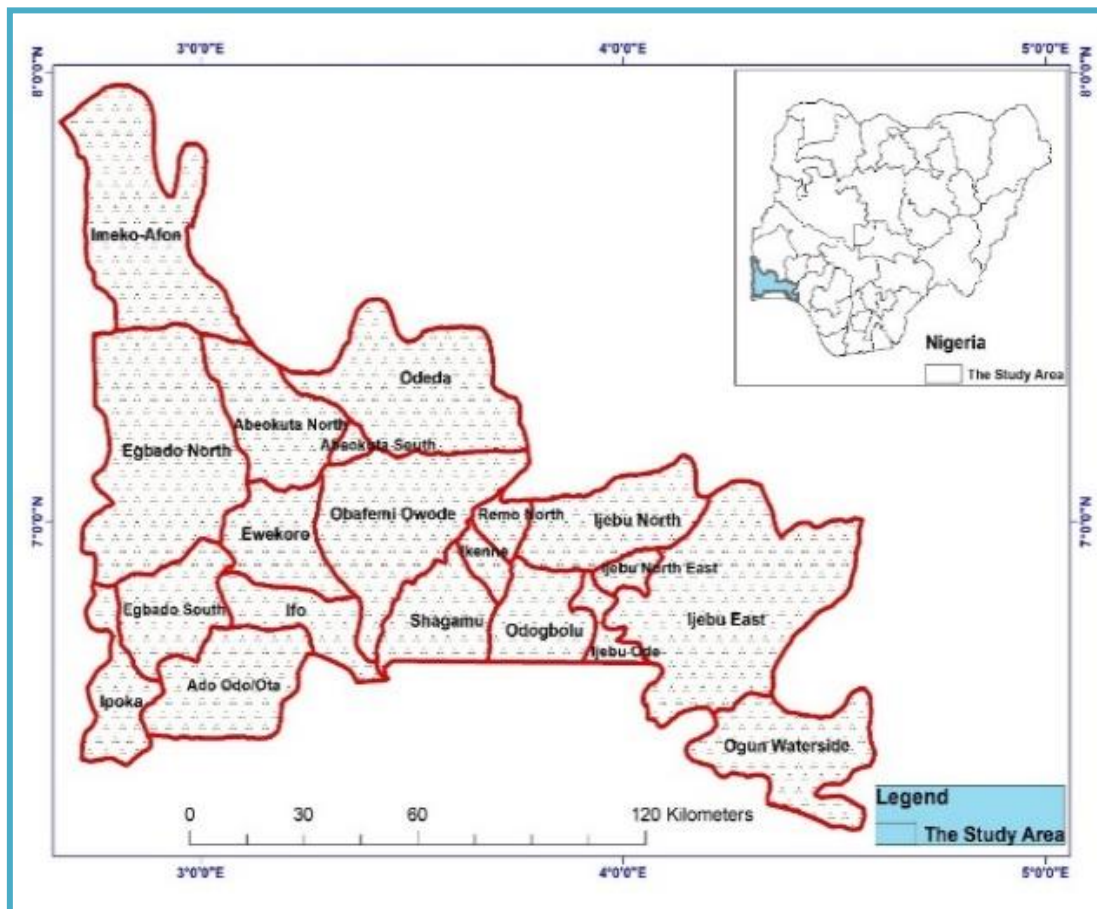 3°0'0"E 4°0'0"E 5°0'0"E
8°0'0"N 8°0'0"N
Imeko-Afon
Nigeria
The Study Area
Odeda
Abeokuta North
Abeokuta South
Egbado North
Obafemi Owode
Remo North
Ijebu North
7°0'0"N 7°0'0"N
Ewekoro
Ikenne
Ijebu North East
Egbado South
Ifo
Shagamu
Odogbolu
Ijebu East
Ijebu Ode
Ado Odo/Ota
Ipoka
Ogun Waterside
0 30 60 120 Kilometers
Legend
The Study Area
3°0'0"E 4°0'0"E 5°0'0"E